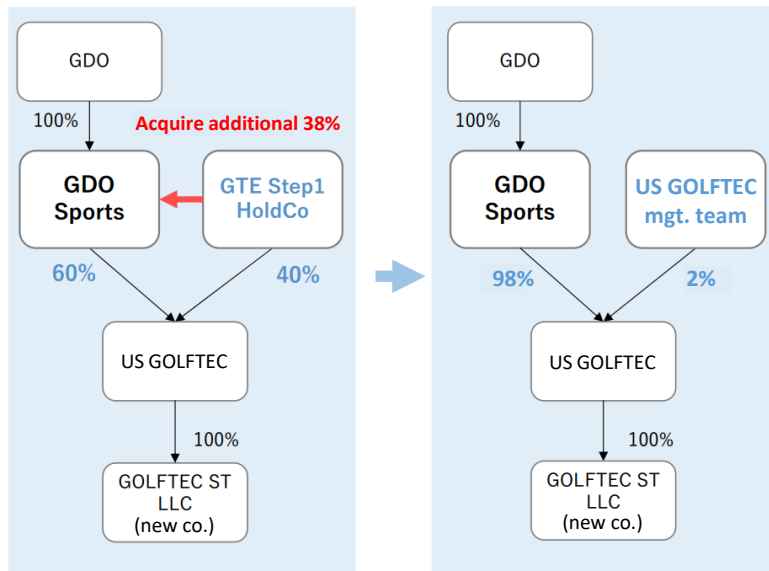 GDO
100%
Acquire additional 38%
GDO
Sports
GTE Step1
HoldCo
60%
40%
US GOLFTEC
100%
GOLFTEC ST
LLC
(new co.)
GDO
100%
GDO
Sports
US GOLFTEC
mgt. team
98%
2%
US GOLFTEC
100%
GOLFTEC ST
LLC
(new co.)